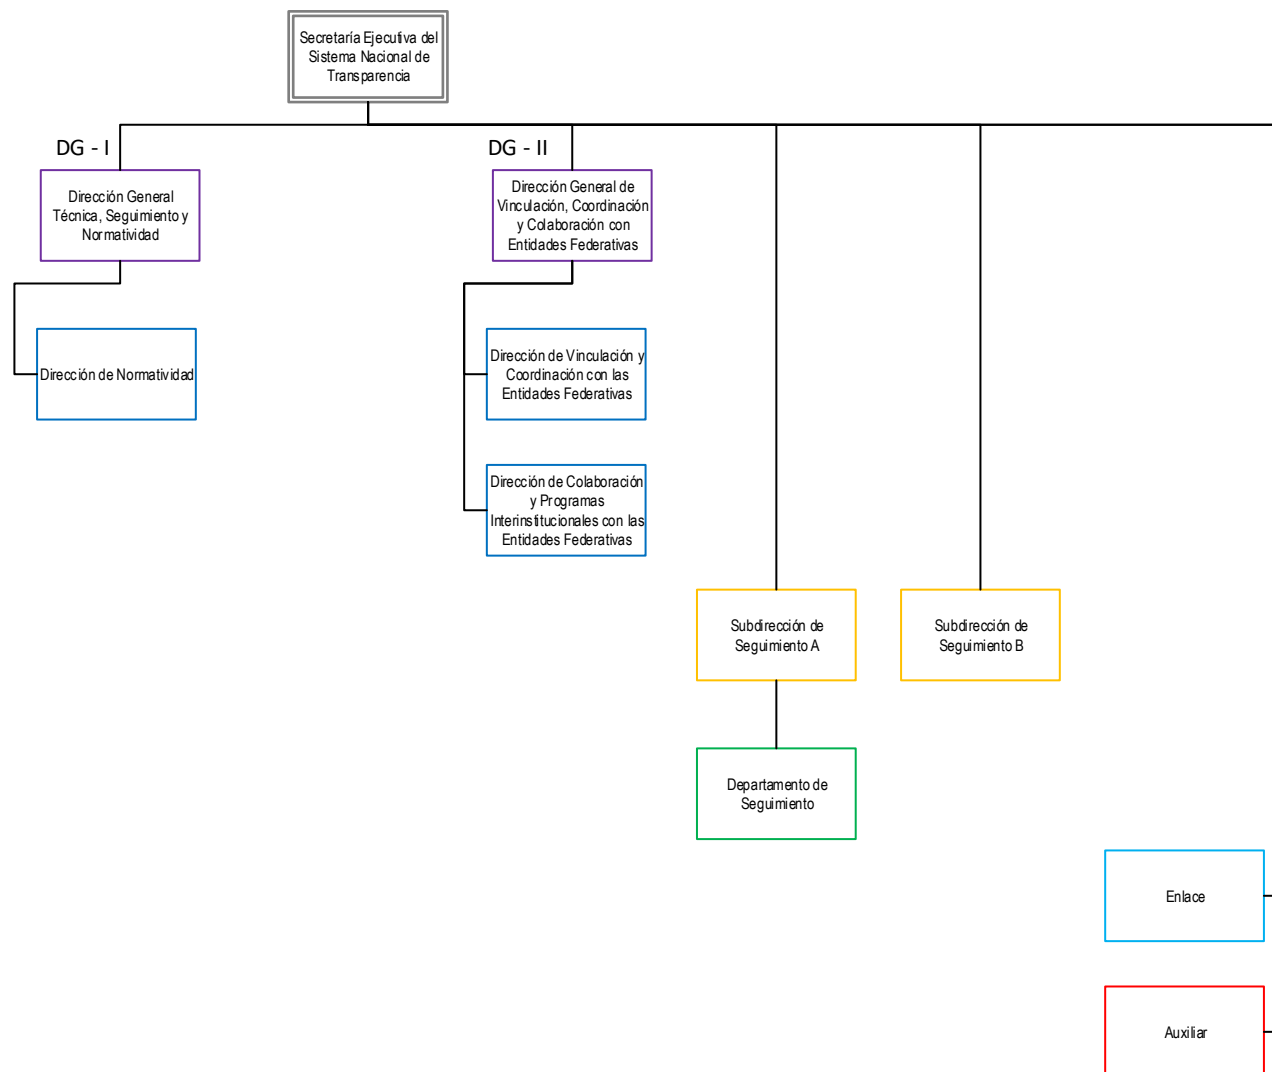 Secretaría Ejecutiva del
Sistema Nacional de
Transparencia
DG - I
DG - II
Dirección General
Técnica, Seguimiento y
Normatividad
Dirección General de
Vinculación, Coordinación
y Colaboración con
Entidades Federativas
Dirección de Normatividad
Dirección de Vinculación y
Coordinación con las
Entidades Federativas
Dirección de Colaboración
y Programas
Interinstitucionales con las
Entidades Federativas
Subdirección de
Seguimiento A
Subdirección de
Seguimiento B
Departamento de
Seguimiento
Enlace
Auxiliar